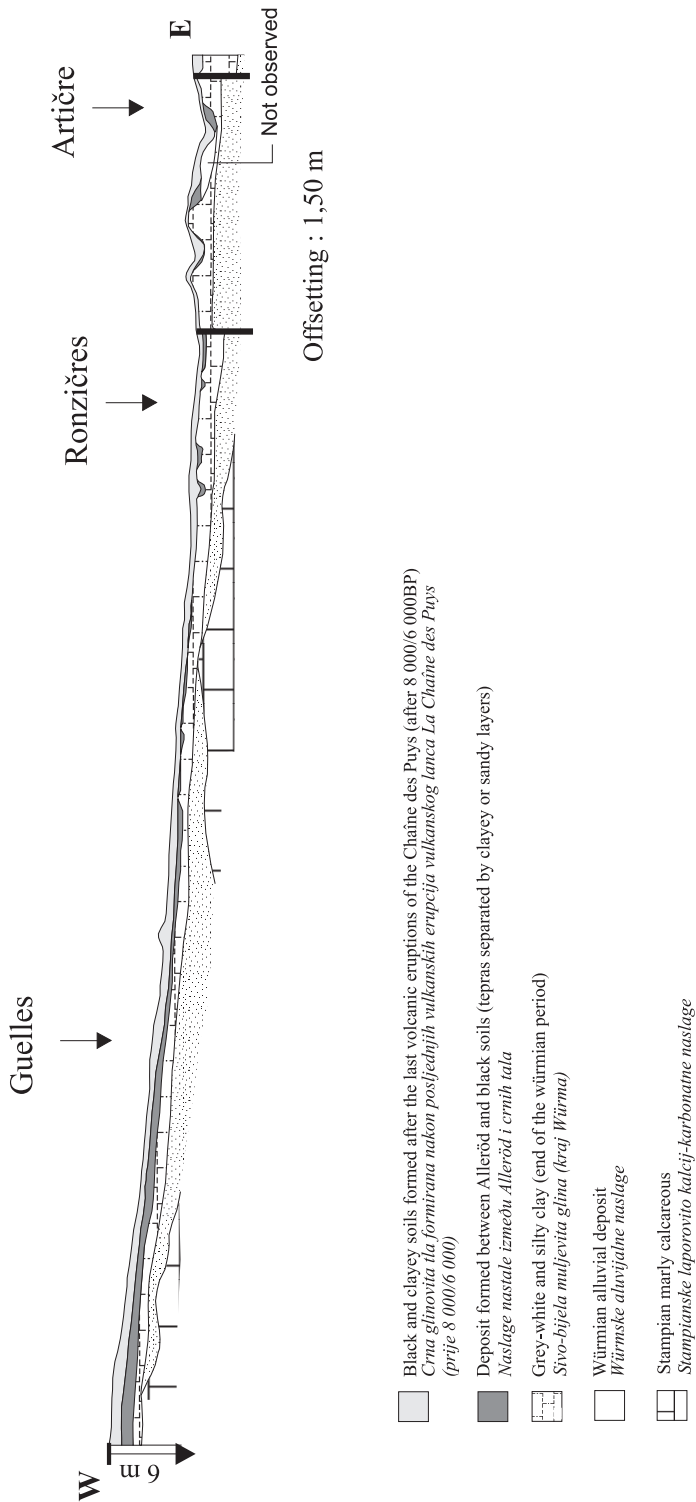 W
6 m
Guelles
Ronzičres
Artičre
E
Not observed
Offsetting : 1,50 m
Black and clayey soils formed after the last volcanic eruptions of the Chaîne des Puys (after 8 000/6 000BP)
Crna glinovita tla formirana nakon posljednjih vulkanskih erupcija vulkanskog lanca La Chaîne des Puys
(prije 8 000/6 000)
Deposit formed between Alleröd and black soils (tepras separated by clayey or sandy layers)
Naslage nastale između Alleröd i crnih tala
Grey-white and silty clay (end of the würmian period)
Sivo-bijela muljevita glina (kraj Würma)
Würmian alluvial deposit
Würmske aluvijalne naslage
Stampian marly calcareous
Stampianske laporovito kalcij-karbonatne naslage